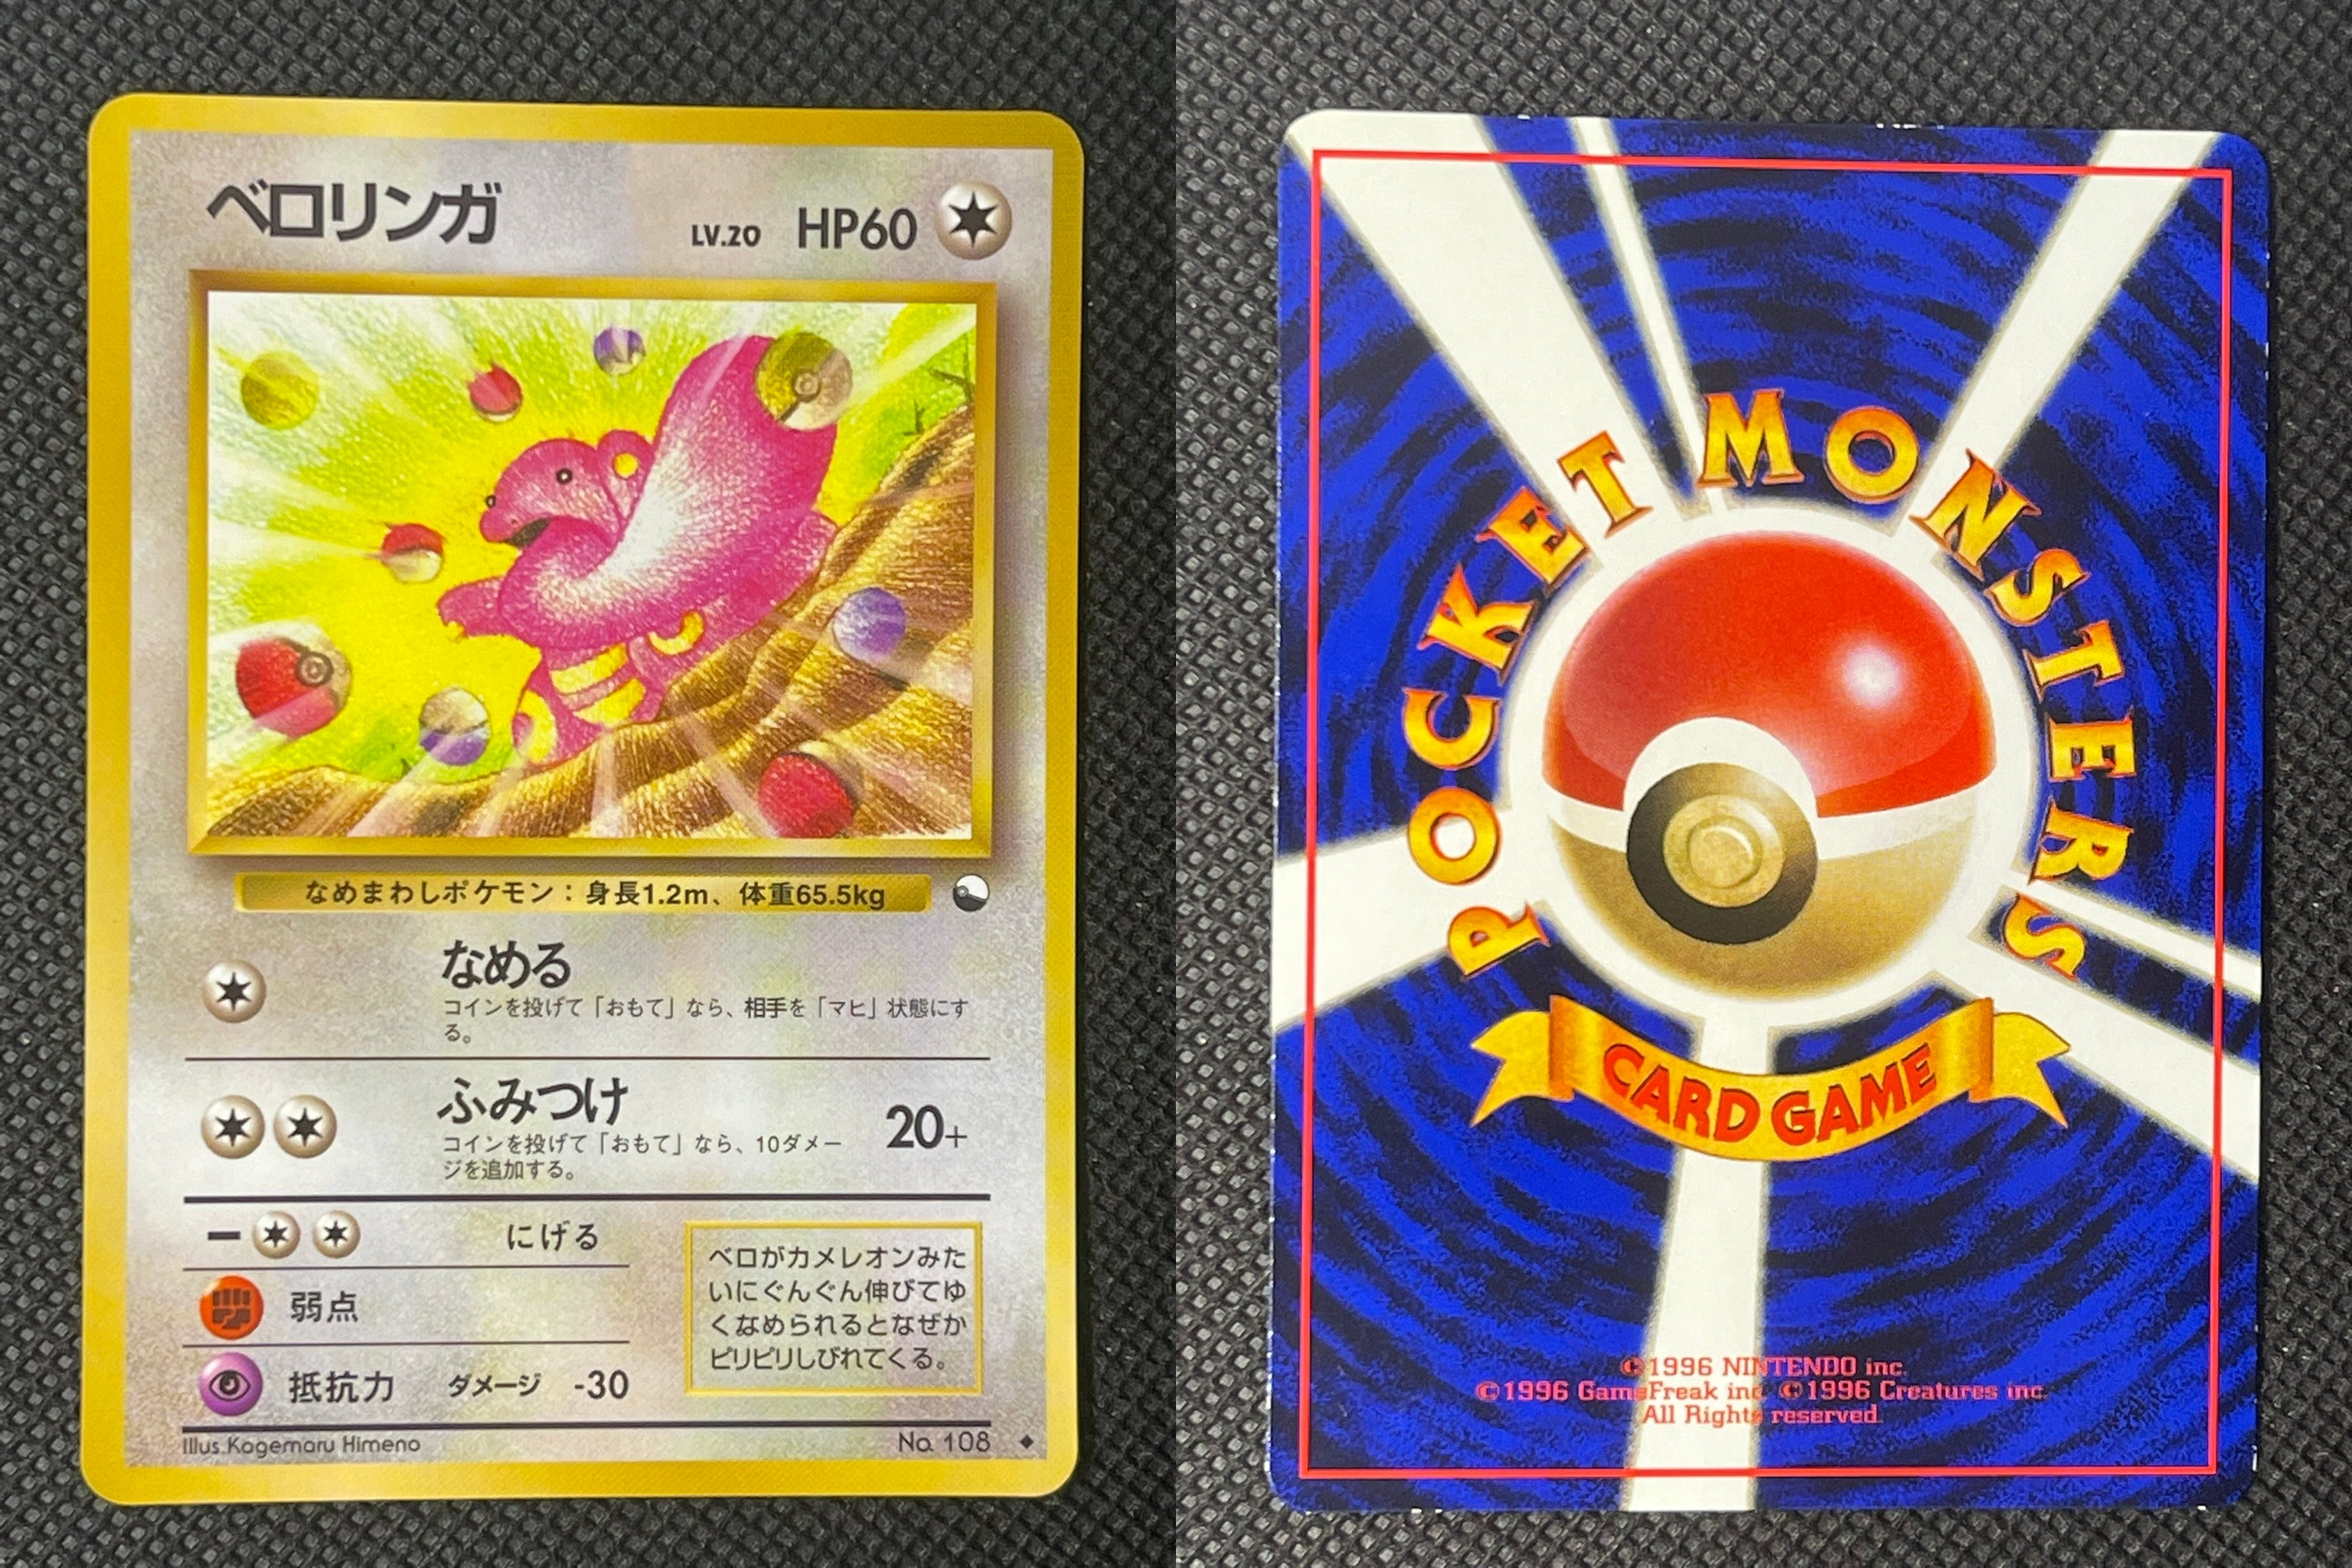 ベロリンガ
LV.20 HP60
なめまわしポケモン：身長1.2m、体重65.5kg
なめる
コインを投げて「おもて」なら、相手を「マヒ」状態にす
る。
ふみつけ
20+
コインを投げて「おもて」なら、10ダメー
ジを追加する。
にげる
弱点
抵抗力 ダメージ -30
ベロがカメレオンみた
いにぐんぐん伸びてゆ
くなめられるとなぜか
ピリピリしびれてくる。
Illus.Kagemaru Himeno
No. 108
POCKET MONSTERS
CARD GAME
©1996 NINTENDO inc.
©1996 GameFreak inc. ©1996 Creatures inc.
All Rights reserved.